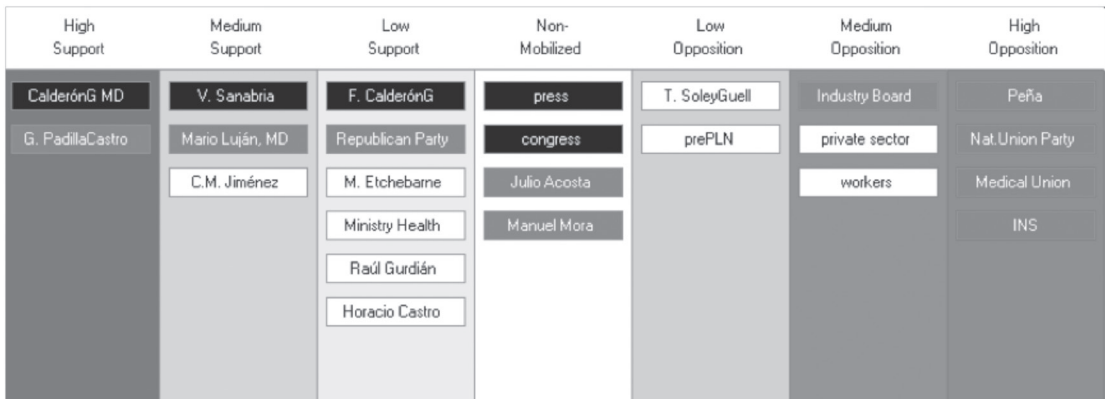 High Support
Medium Support
Low Support
Non-Mobilized
Low Opposition
Medium Opposition
High Opposition
CalderónG MD
V. Sanabria
F. CalderónG
press
T. SoleyGuell
Industry Board
Peña
G. PadillaCastro
Mario Luján, MD
Republican Party
congress
prePLN
private sector
Nat.Union Party
C.M. Jiménez
M. Etchebarne
Julio Acosta
workers
Medical Union
Ministry Health
Manuel Mora
INS
Raúl Gurdián
Horacio Castro